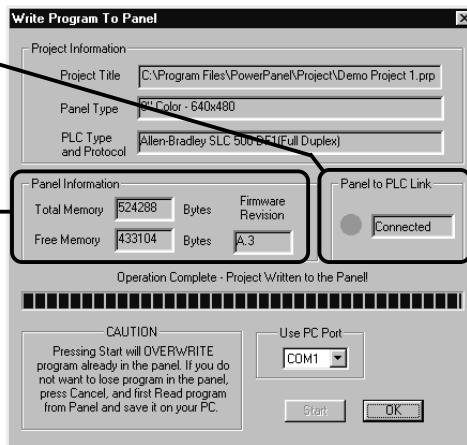 Write Program To Panel
Project Information
Project Title C:\Program Files\PowerPanel\Project\Demo Project 1.prp
Panel Type 8" Color - 640x480
PLC Type
and Protocol Allen-Bradley SLC 500 DF1(Full Duplex)
Panel Information
Total Memory 524288 Bytes Firmware
Revision
Free Memory 433104 Bytes A.3
Panel to PLC Link
Connected
Operation Complete - Project Written to the Panel!
CAUTION
Pressing Start will OVERWRITE
program already in the panel. If you do
not want to lose program in the panel,
press Cancel, and first Read program
from Panel and save it on your PC.
Use PC Port
COM1
Start
OK